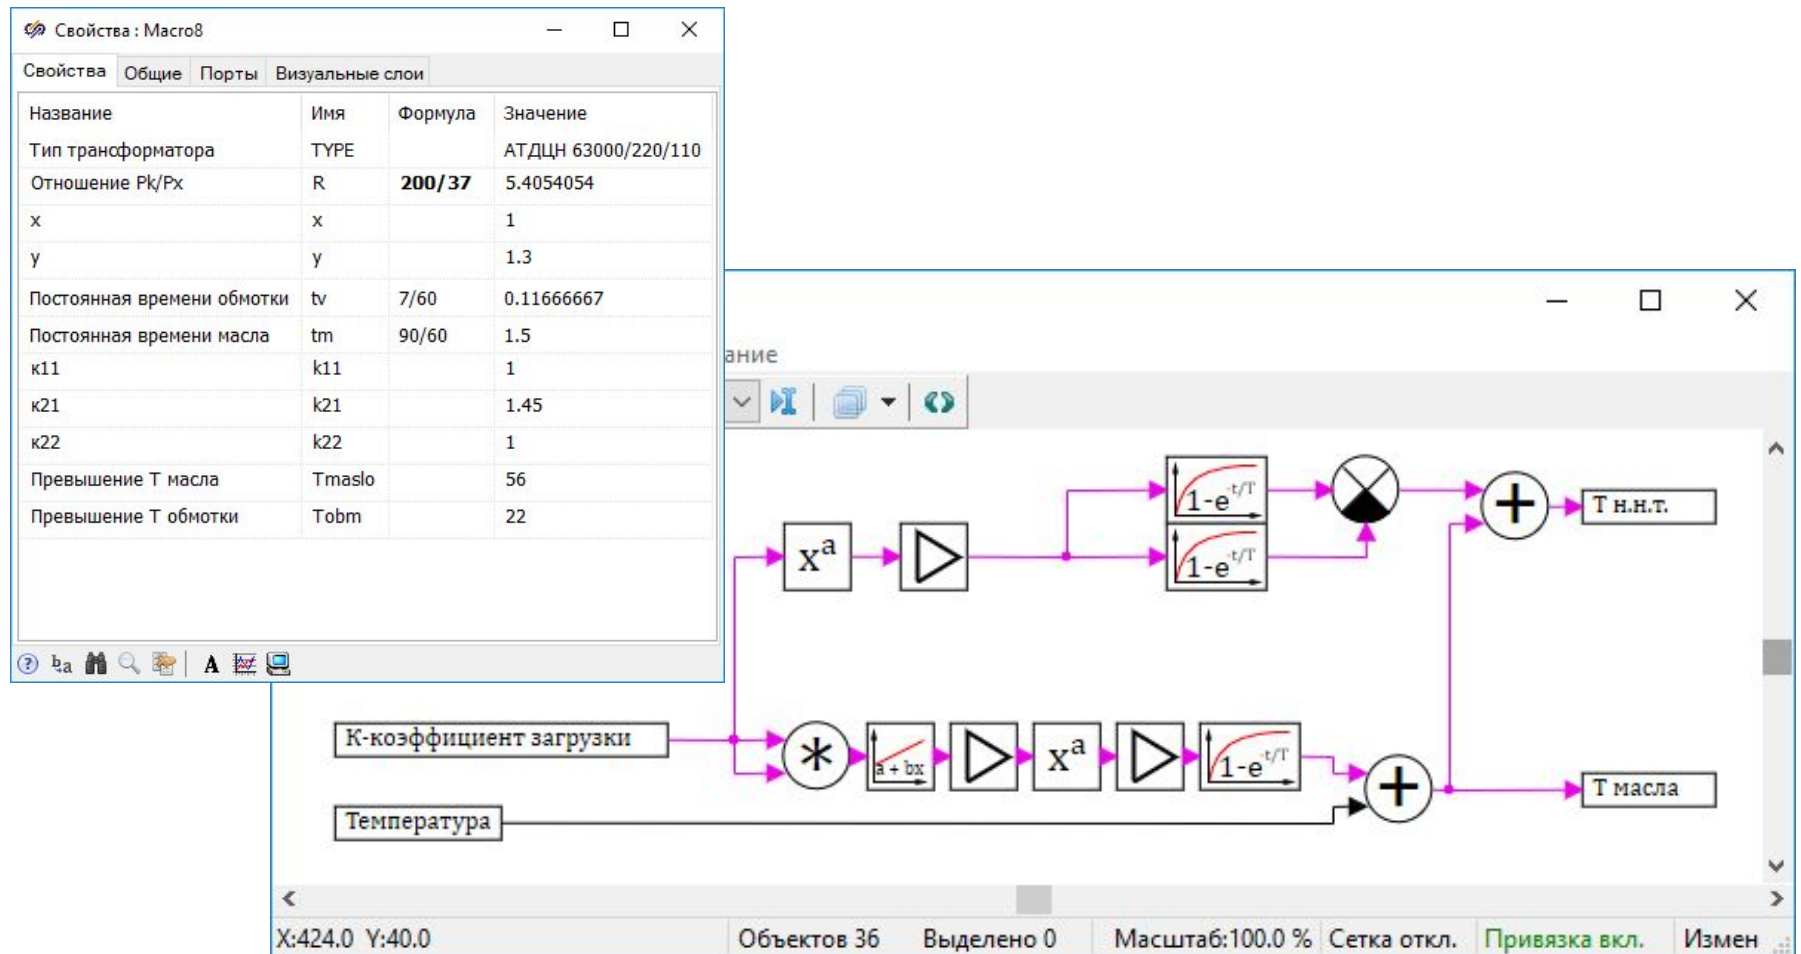 Свойства : Macro8
Свойства Общие Порты Визуальные слои
Название Имя Формула Значение
Тип трансформатора TYPE АТДЦН 63000/220/110
Отношение Pk/Px R 200/37 5.4054054
x x 1
y y 1.3
Постоянная времени обмотки tv 7/60 0.11666667
Постоянная времени масла tm 90/60 1.5
к11 k11 1
к21 k21 1.45
к22 k22 1
Превышение Т масла Tmaslo 56
Превышение Т обмотки Tobm 22
ание
1-e^-t/T
Т н.н.т.
x^a
1-e^-t/T
К-коэффициент загрузки
*
a + bx
x^a
1-e^-t/T
Т масла
Температура
X:424.0 Y:40.0 Объектов 36 Выделено 0 Масштаб:100.0 % Сетка откл. Привязка вкл. Измен